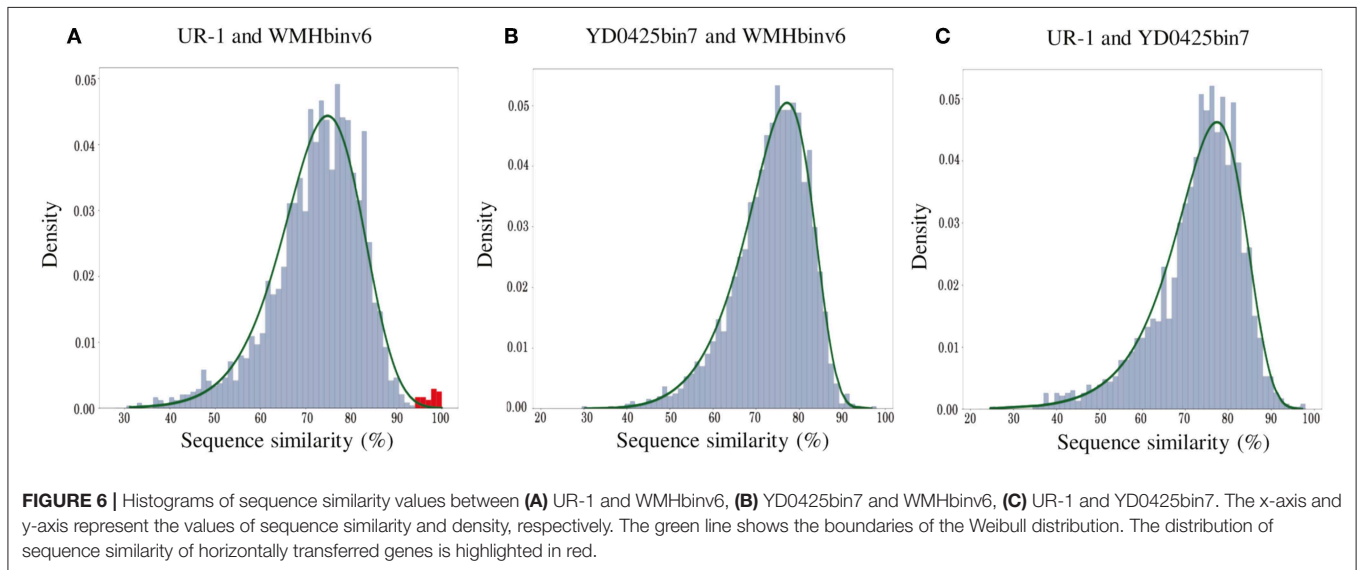 A UR-1 and WMHbinv6
0.05
0.04
0.03
0.02
0.01
0.00
Density
30 40 50 60 70 80 90 100
Sequence similarity (%)
B YD0425bin7 and WMHbinv6
0.05
0.04
0.03
0.02
0.01
0.00
Density
20 30 40 50 60 70 80 90 100
Sequence similarity (%)
C UR-1 and YD0425bin7
0.05
0.04
0.03
0.02
0.01
0.00
Density
20 30 40 50 60 70 80 90 100
Sequence similarity (%)
FIGURE 6 | Histograms of sequence similarity values between (A) UR-1 and WMHbinv6, (B) YD0425bin7 and WMHbinv6, (C) UR-1 and YD0425bin7. The x-axis and
y-axis represent the values of sequence similarity and density, respectively. The green line shows the boundaries of the Weibull distribution. The distribution of
sequence similarity of horizontally transferred genes is highlighted in red.